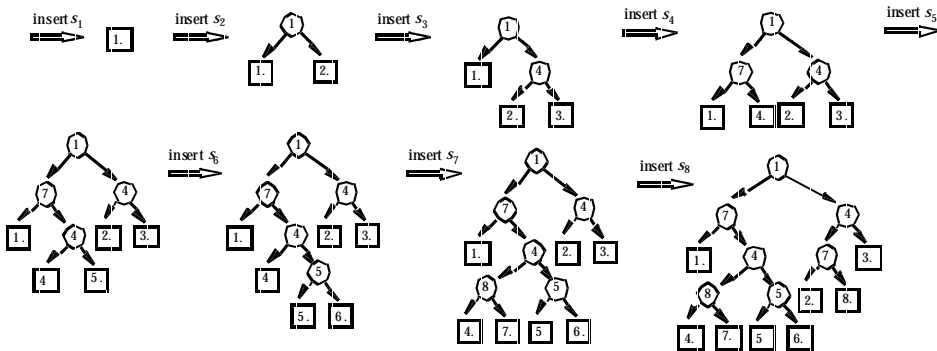 insert s1
1.
insert s2
1
1. 2.
insert s3
1
1. 4
2. 3.
insert s4
1
7 4
1. 4. 2. 3.
insert s5
1
7 4
1. 4 2. 3.
4 5.
insert s6
1
7 4
1. 4 2. 3.
4 5
5. 6.
insert s7
1
7 4
1. 4 2. 3.
8 5
4. 7. 5 6.
insert s8
1
7 4
1. 4 7 3.
8 5 2. 8.
4. 7. 5 6.